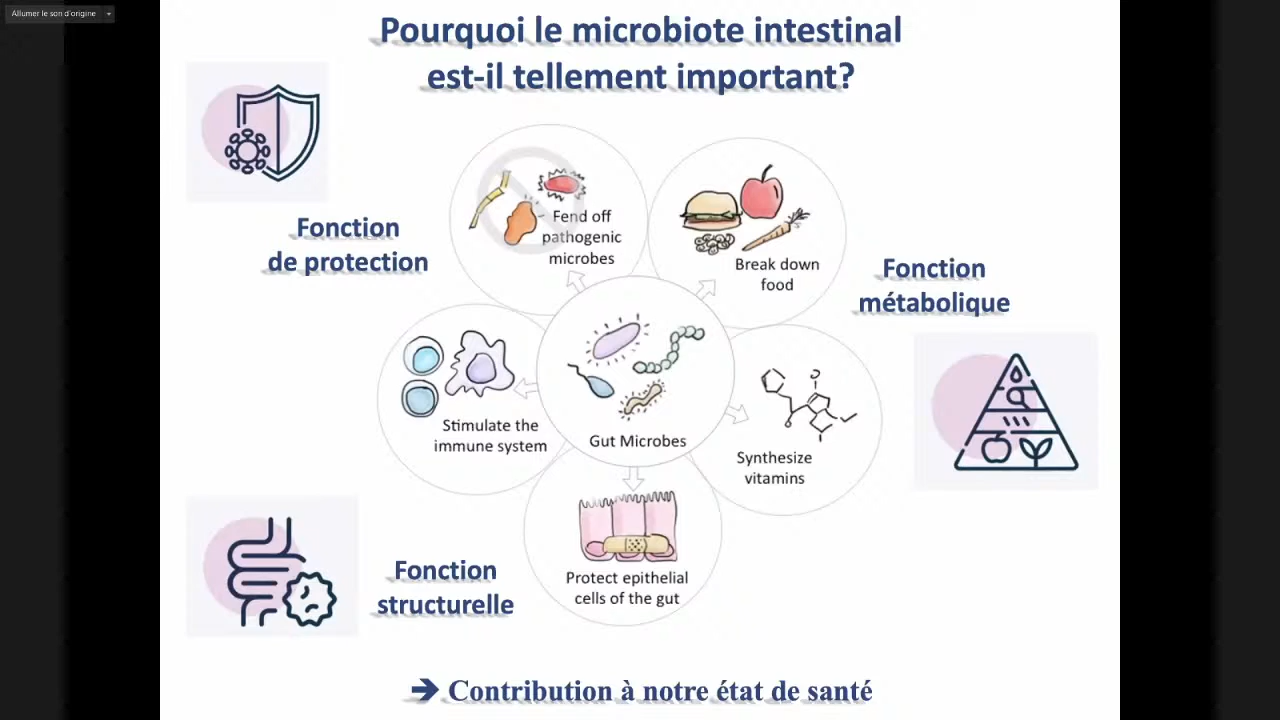 Allumer le son d'origine
Pourquoi le microbiote intestinal
est-il tellement important?
Fonction
de protection
Fend off
pathogenic
microbes
Break down
food
Fonction
métabolique
Stimulate the
immune system
Gut Microbes
Synthesize
vitamins
Protect epithelial
cells of the gut
Fonction
structurelle
➔ Contribution à notre état de santé